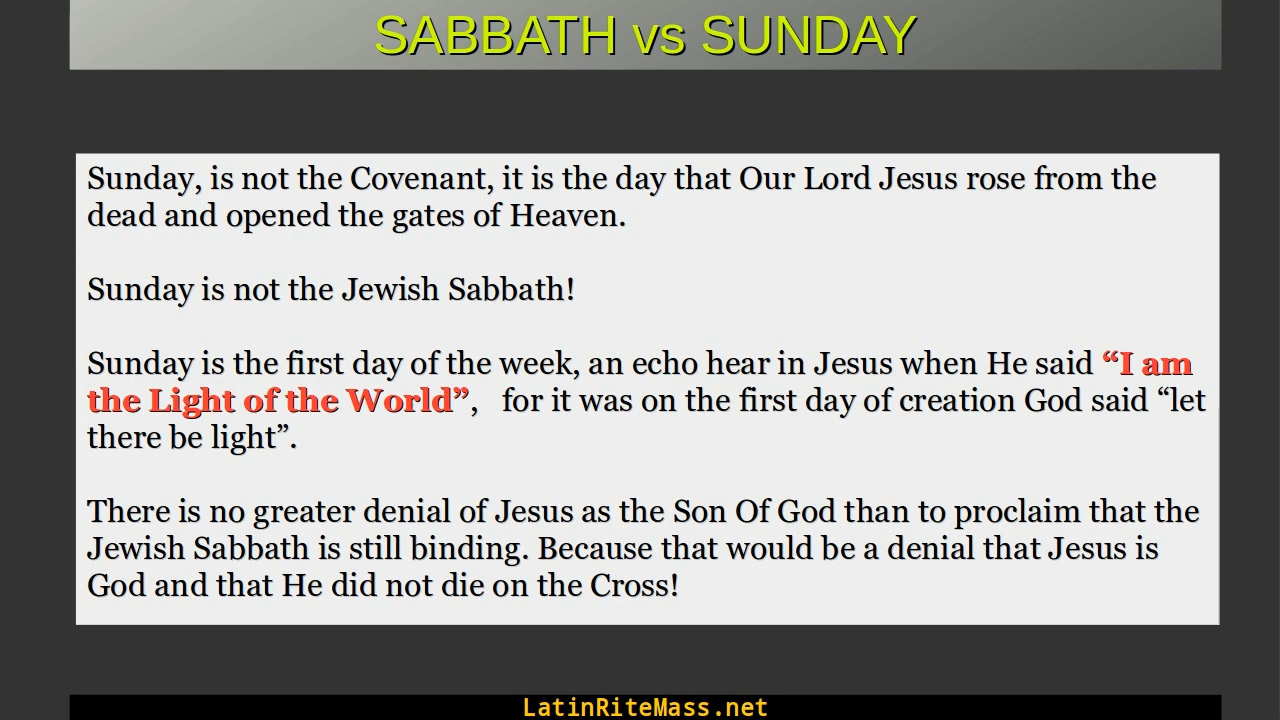 SABBATH vs SUNDAY
Sunday, is not the Covenant, it is the day that Our Lord Jesus rose from the
dead and opened the gates of Heaven.
Sunday is not the Jewish Sabbath!
Sunday is the first day of the week, an echo hear in Jesus when He said “I am
the Light of the World”, for it was on the first day of creation God said “let
there be light”.
There is no greater denial of Jesus as the Son Of God than to proclaim that the
Jewish Sabbath is still binding. Because that would be a denial that Jesus is
God and that He did not die on the Cross!
LatinRiteMass.net